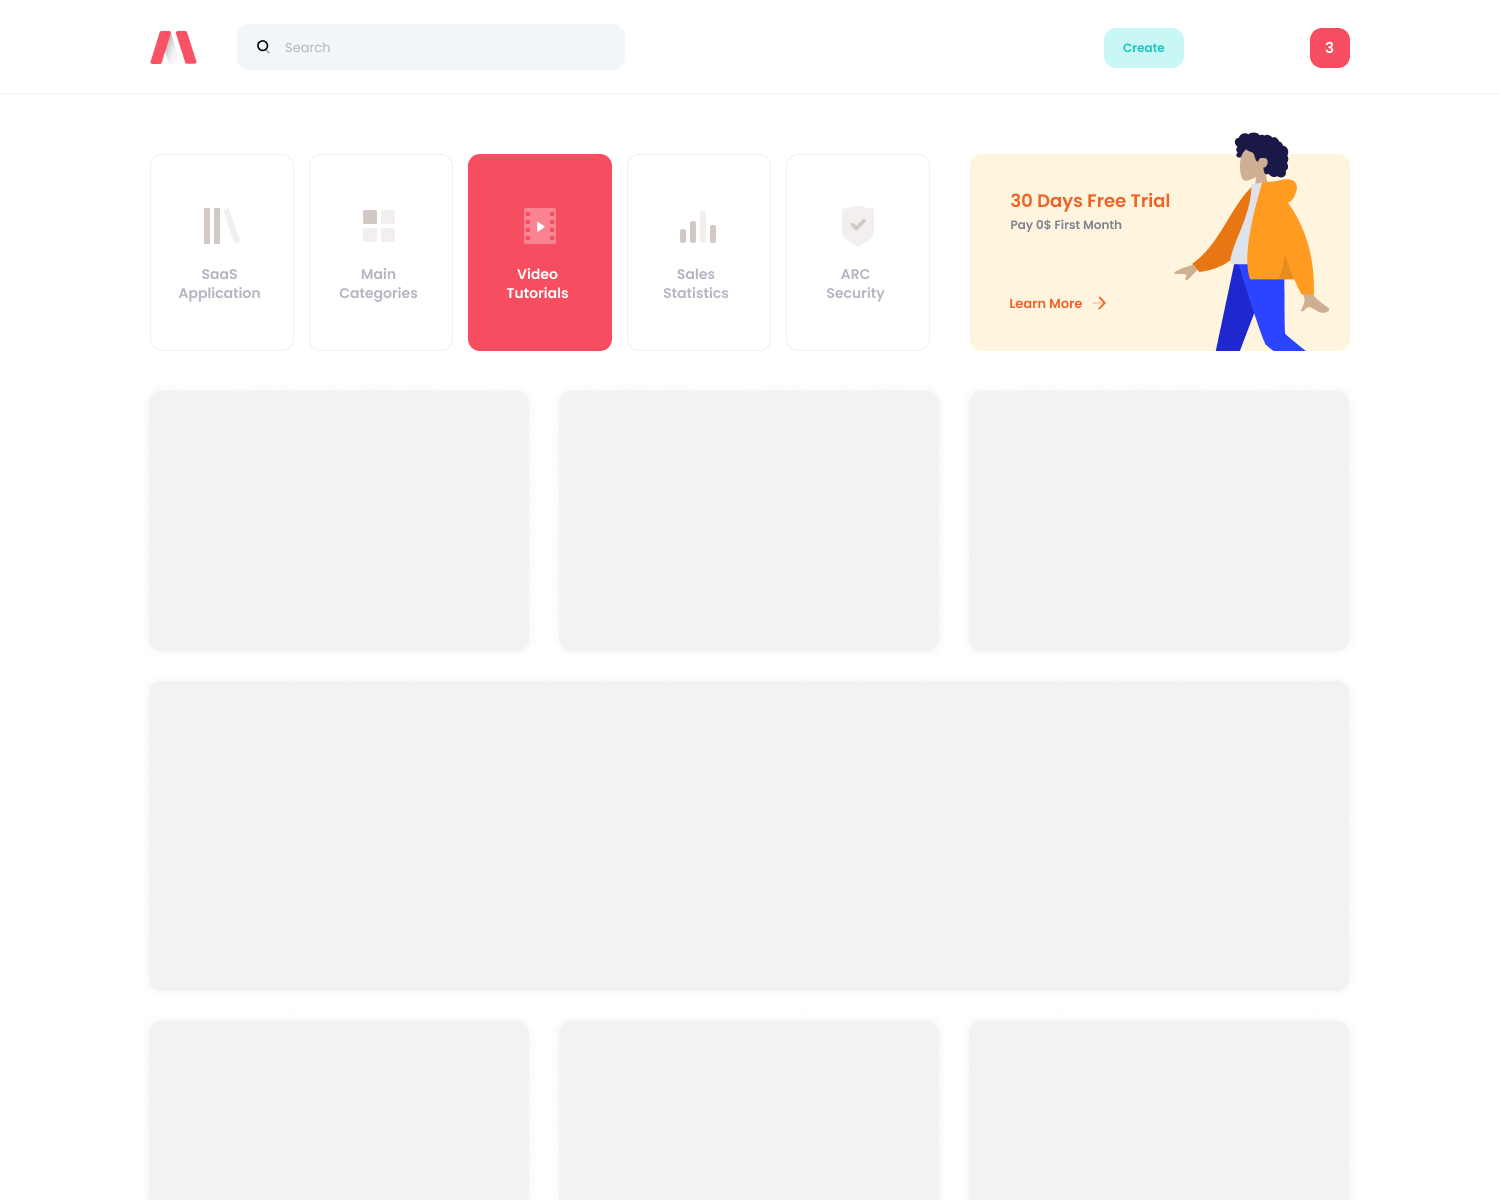 Search
Create
3
SaaS
Application
Main
Categories
Video
Tutorials
Sales
Statistics
ARC
Security
30 Days Free Trial
Pay 0$ First Month
Learn More